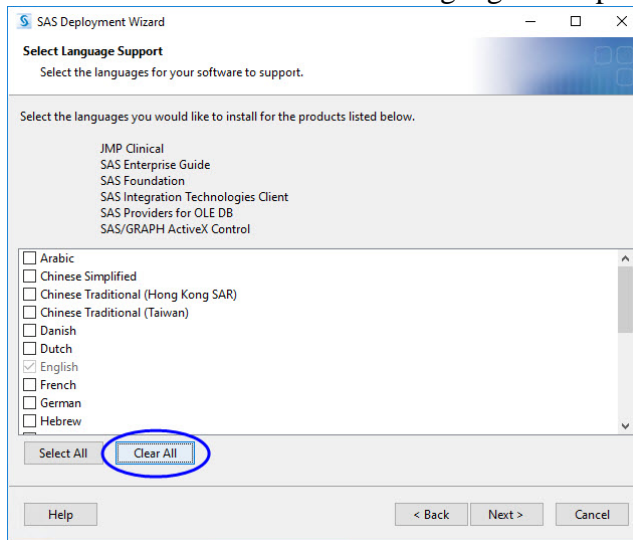 SAS Deployment Wizard
Select Language Support
Select the languages for your software to support.
Select the languages you would like to install for the products listed below.
JMP Clinical
SAS Enterprise Guide
SAS Foundation
SAS Integration Technologies Client
SAS Providers for OLE DB
SAS/GRAPH ActiveX Control
Arabic
Chinese Simplified
Chinese Traditional (Hong Kong SAR)
Chinese Traditional (Taiwan)
Danish
Dutch
English
French
German
Hebrew
Select All Clear All
Help < Back Next > Cancel